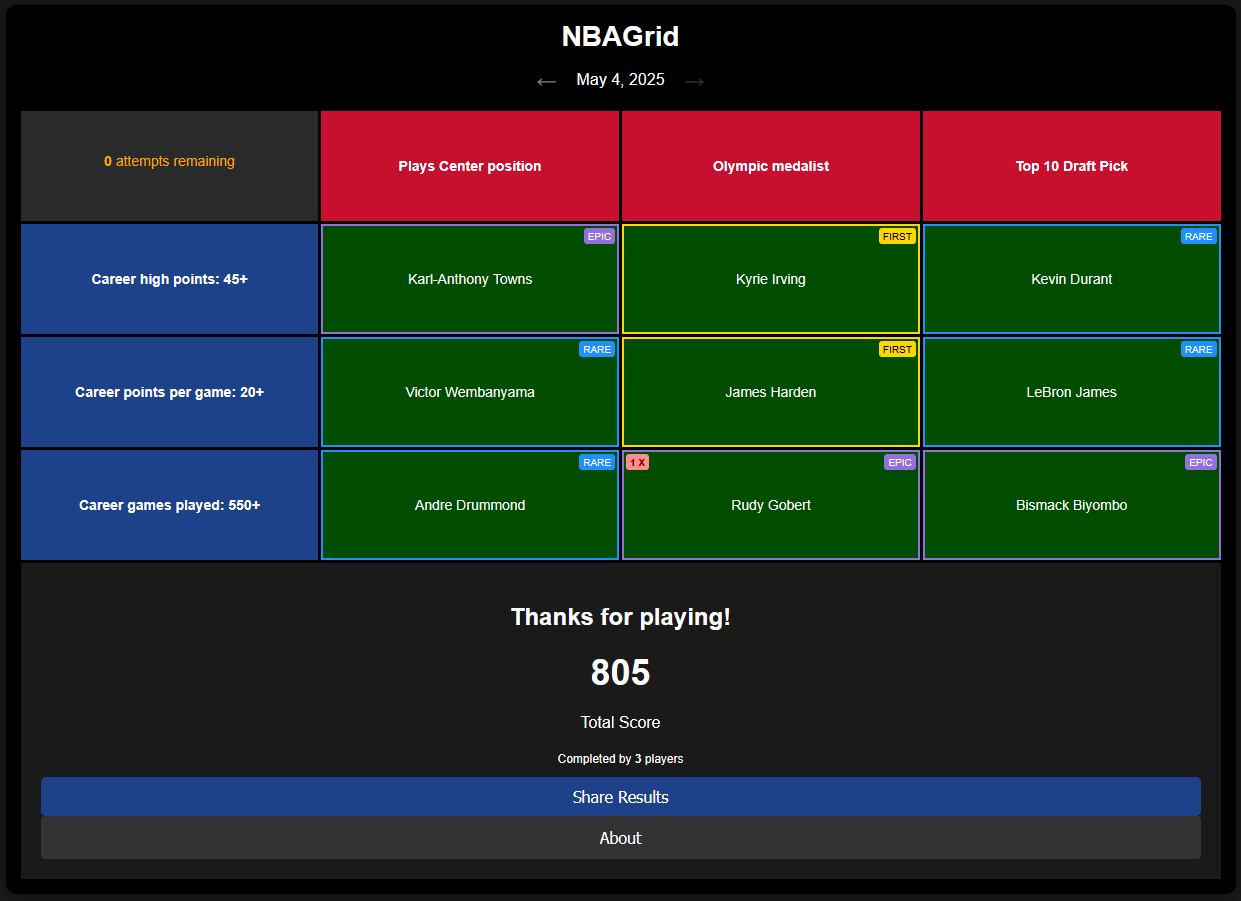 NBAGrid
← May 4, 2025 →
0 attempts remaining
Plays Center position
Olympic medalist
Top 10 Draft Pick
Career high points: 45+
EPIC
Karl-Anthony Towns
FIRST
Kyrie Irving
RARE
Kevin Durant
Career points per game: 20+
RARE
Victor Wembanyama
FIRST
James Harden
RARE
LeBron James
Career games played: 550+
RARE
Andre Drummond
1 X
EPIC
Rudy Gobert
EPIC
Bismack Biyombo
Thanks for playing!
805
Total Score
Completed by 3 players
Share Results
About